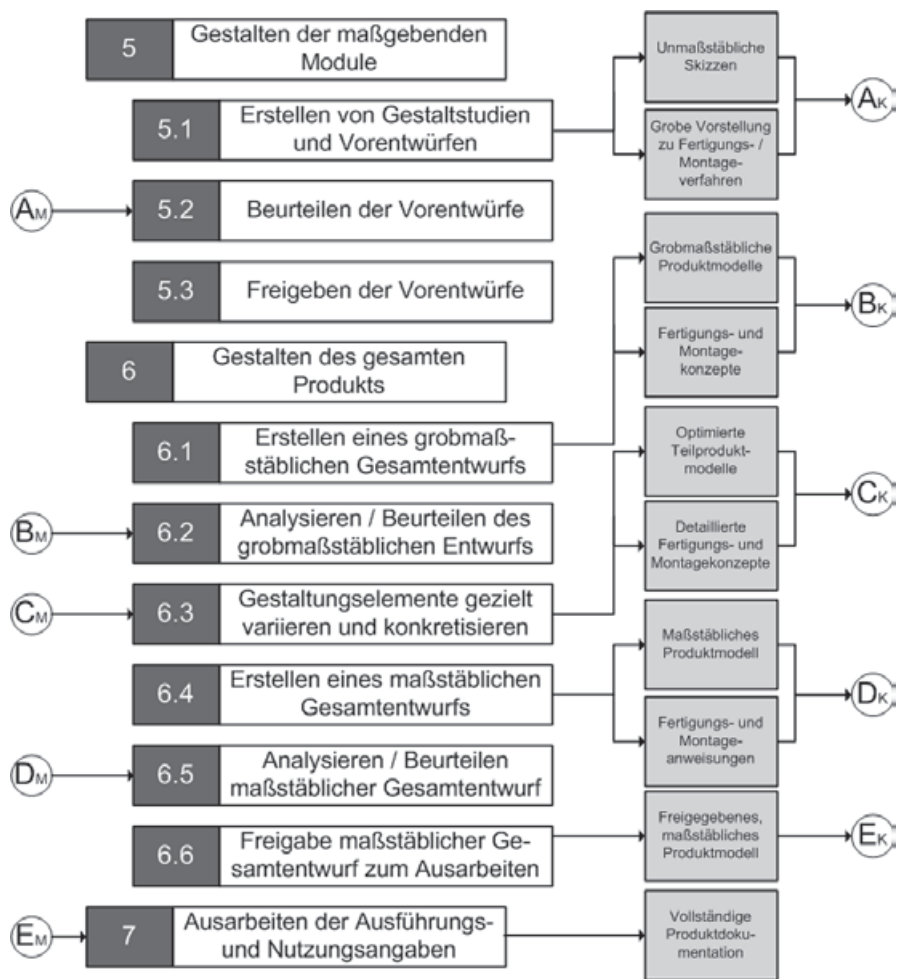 5
Gestalten der maßgebenden
Module
5.1
Erstellen von Gestaltstudien
und Vorentwürfen
Unmaßstäbliche
Skizzen
Grobe Vorstellung
zu Fertigungs- /
Montage-
verfahren
AK
AM
5.2
Beurteilen der Vorentwürfe
5.3
Freigeben der Vorentwürfe
6
Gestalten des gesamten
Produkts
6.1
Erstellen eines grobmaß-
stäblichen Gesamtentwurfs
Grobmaßstäbliche
Produktmodelle
Fertigungs- und
Montage-
konzepte
BK
BM
6.2
Analysieren / Beurteilen des
grobmaßstäblichen Entwurfs
CM
6.3
Gestaltungselemente gezielt
variieren und konkretisieren
Optimierte
Teilprodukt-
modelle
Detaillierte
Fertigungs- und
Montagekonzepte
CK
6.4
Erstellen eines maßstäblichen
Gesamtentwurfs
Maßstäbliches
Produktmodell
Fertigungs- und
Montage-
anweisungen
DK
DM
6.5
Analysieren / Beurteilen
maßstäblicher Gesamtentwurf
6.6
Freigabe maßstäblicher Ge-
samtentwurf zum Ausarbeiten
Freigegebenes,
maßstäbliches
Produktmodell
EK
EM
7
Ausarbeiten der Ausführungs-
und Nutzungsangaben
Vollständige
Produktdoku-
mentation